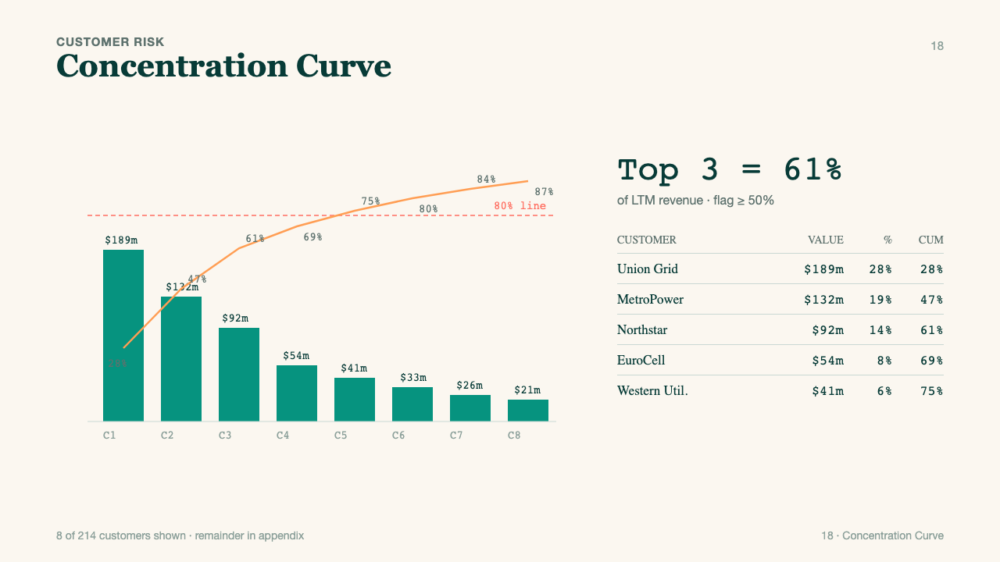 CUSTOMER RISK
18
Concentration Curve
84%
87%
75%
80%
80% line
$189m
61%
69%
47%
$132m
$92m
28%
$54m
$41m
$33m
$26m
$21m
C1 C2 C3 C4 C5 C6 C7 C8
Top 3 = 61%
of LTM revenue · flag ≥ 50%
CUSTOMER VALUE % CUM
Union Grid $189m 28% 28%
MetroPower $132m 19% 47%
Northstar $92m 14% 61%
EuroCell $54m 8% 69%
Western Util. $41m 6% 75%
8 of 214 customers shown · remainder in appendix
18 · Concentration Curve